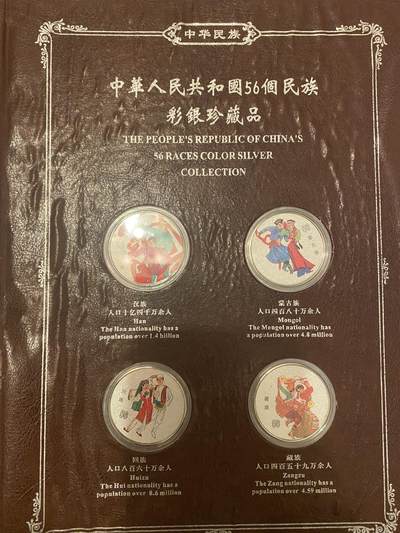 中华民族
中華人民共和國56個民族
彩銀珍藏品
THE PEOPLE'S REPUBLIC OF CHINA'S
56 RACES COLOR SILVER
COLLECTION
汉族
人口十亿四千万余人
Han
The Han nationality has a
population over 1.4 billion
蒙古族
人口四百八十万余人
Mongol
The Mongol nationality has
a population over 4.8 million
回族
人口八百六十万余人
Huizu
The Hui nationality has a
population over 8.6 million
藏族
人口四百五十九万余人
Zangzu
The Zang nationality has a
population over 4.59 million